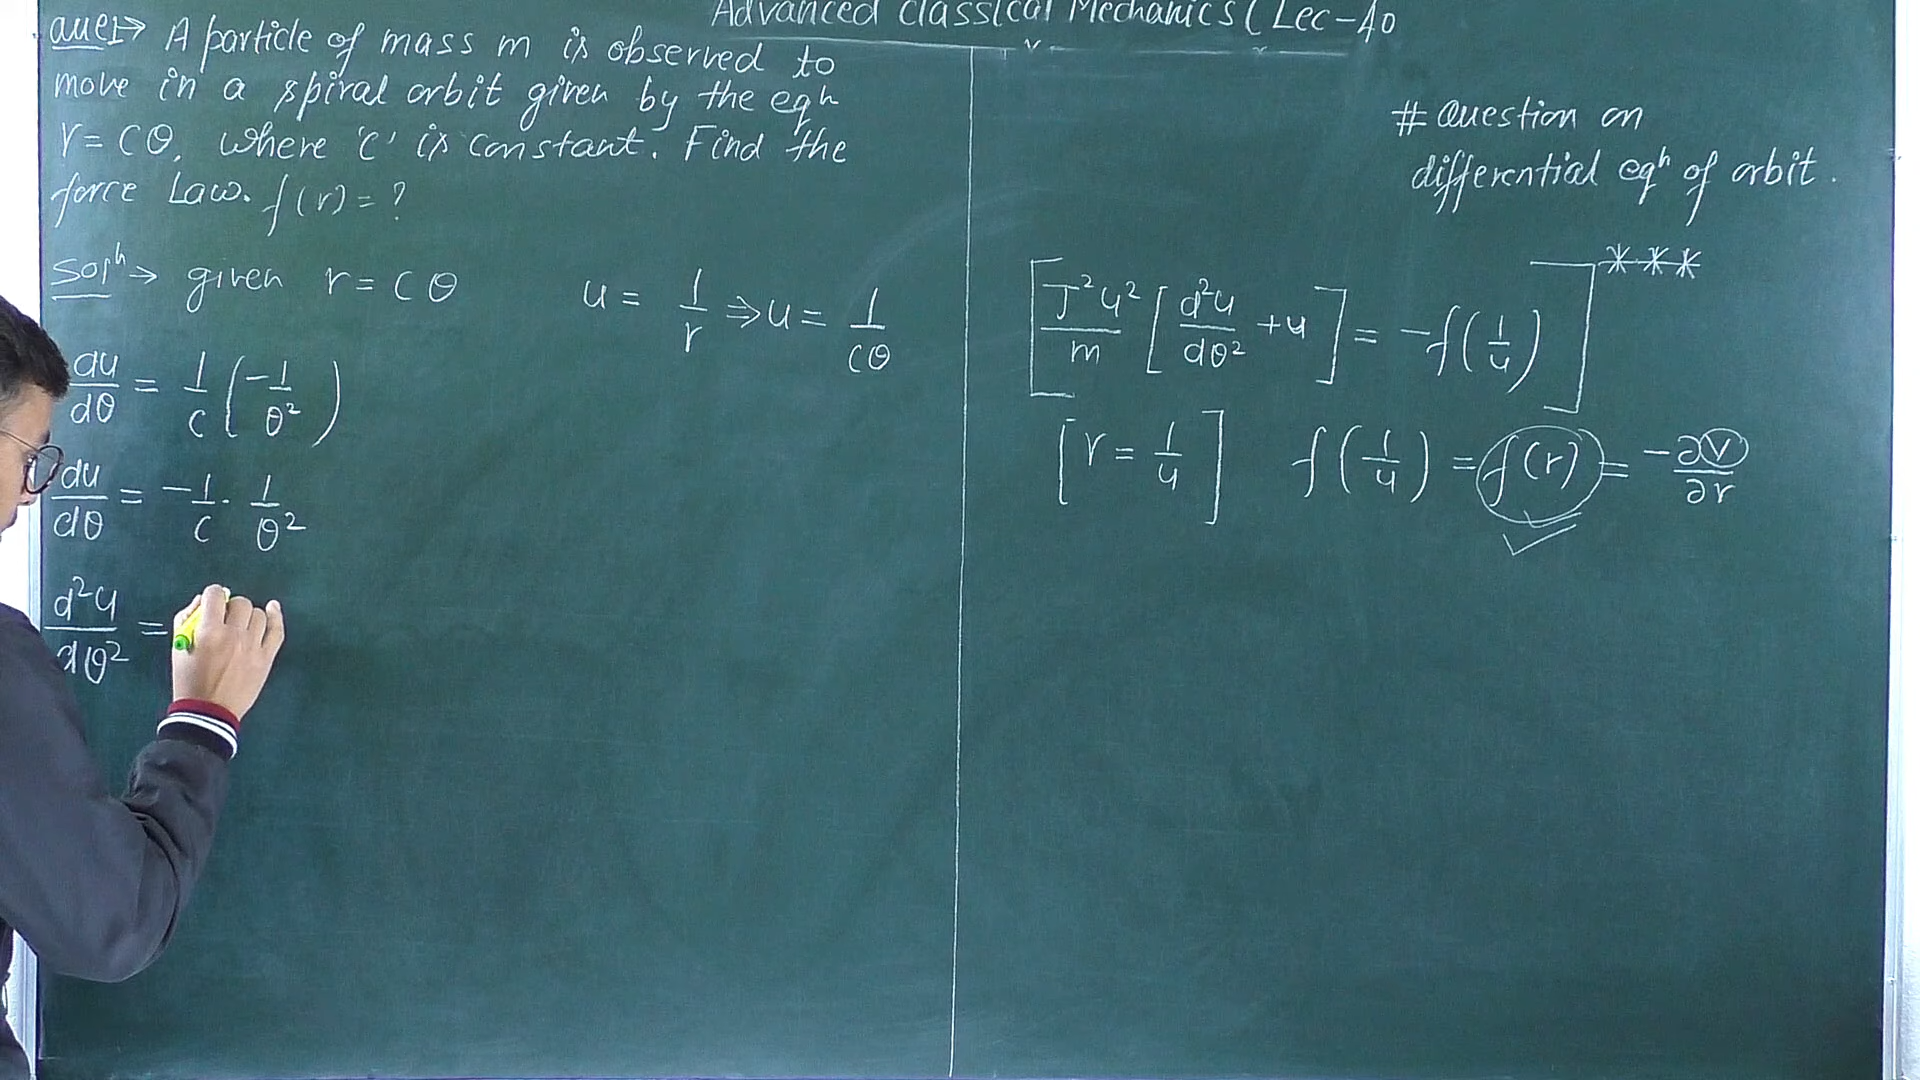 Advanced Classical Mechanics (Lec-40
Que1→ A particle of mass m is observed to
move in a spiral orbit given by the eqn
r = cθ, where 'c' is constant. Find the
force Law. f(r) = ?
Soln→ given r = cθ u = 1/r ⇒ u = 1/cθ
du/dθ = 1/c (-1/θ²)
du/dθ = -1/c · 1/θ²
d²u/dθ² =
# Question on
differential eqn of orbit.
[J²u²/m [d²u/dθ² + u] = -f(1/u)] ***
[r = 1/u] f(1/u) = f(r) = -∂V/∂r